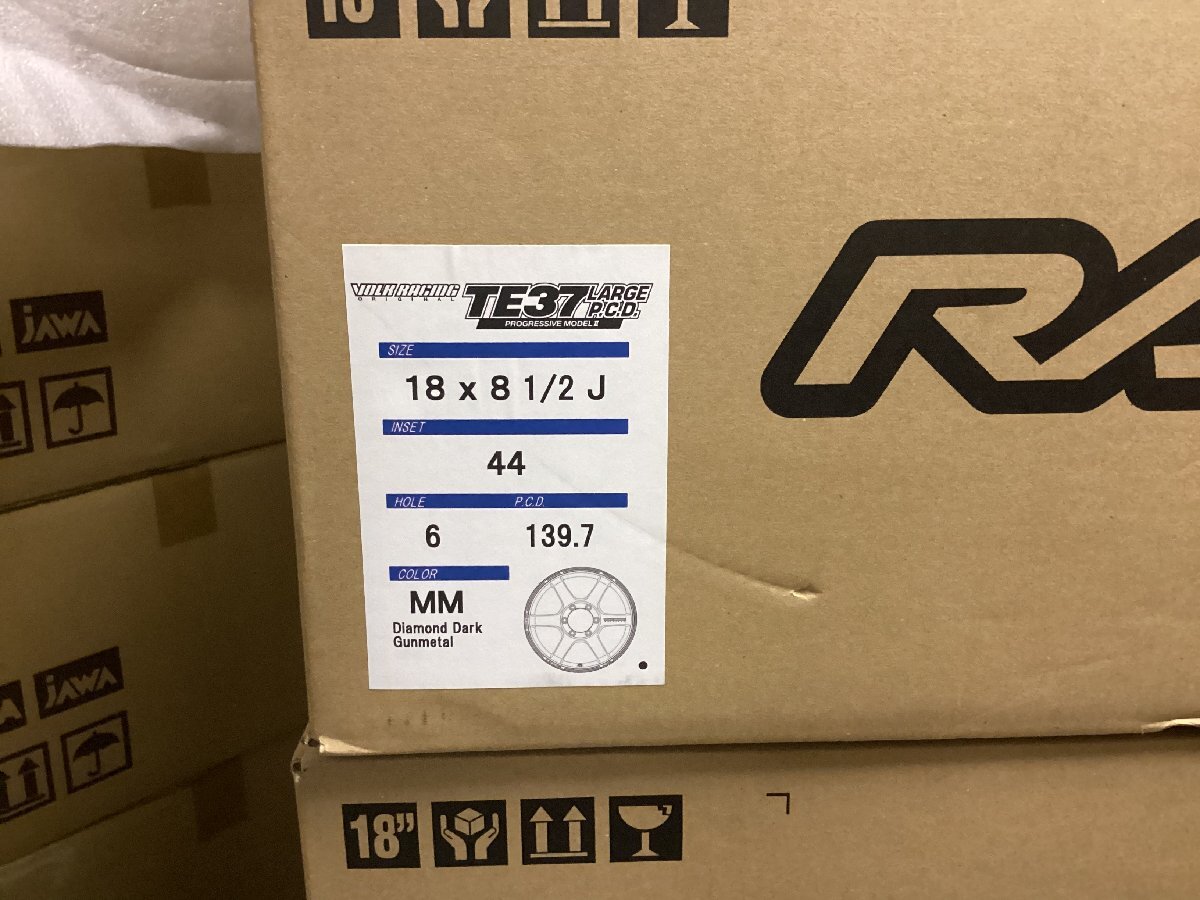 VOLK RACING
ORIGINAL
TE37 LARGE P.C.D.
PROGRESSIVE MODEL II
SIZE
18 x 8 1/2 J
INSET
44
HOLE P.C.D.
6 139.7
COLOR
MM
Diamond Dark
Gunmetal
JAWA
JAWA
18”